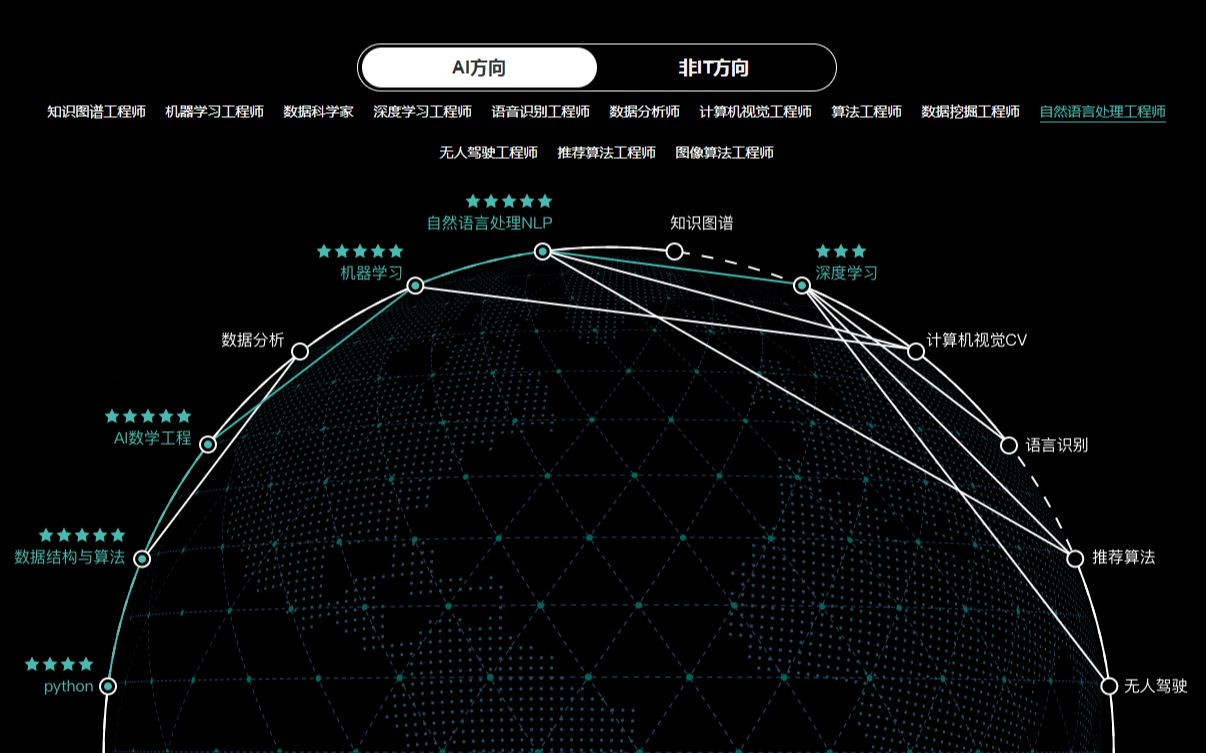 AI方向 非IT方向
知识图谱工程师 机器学习工程师 数据科学家 深度学习工程师 语音识别工程师 数据分析师 计算机视觉工程师 算法工程师 数据挖掘工程师 自然语言处理工程师
无人驾驶工程师 推荐算法工程师 图像算法工程师
自然语言处理NLP
知识图谱
机器学习
深度学习
数据分析
计算机视觉CV
AI数学工程
语言识别
数据结构与算法
推荐算法
python
无人驾驶